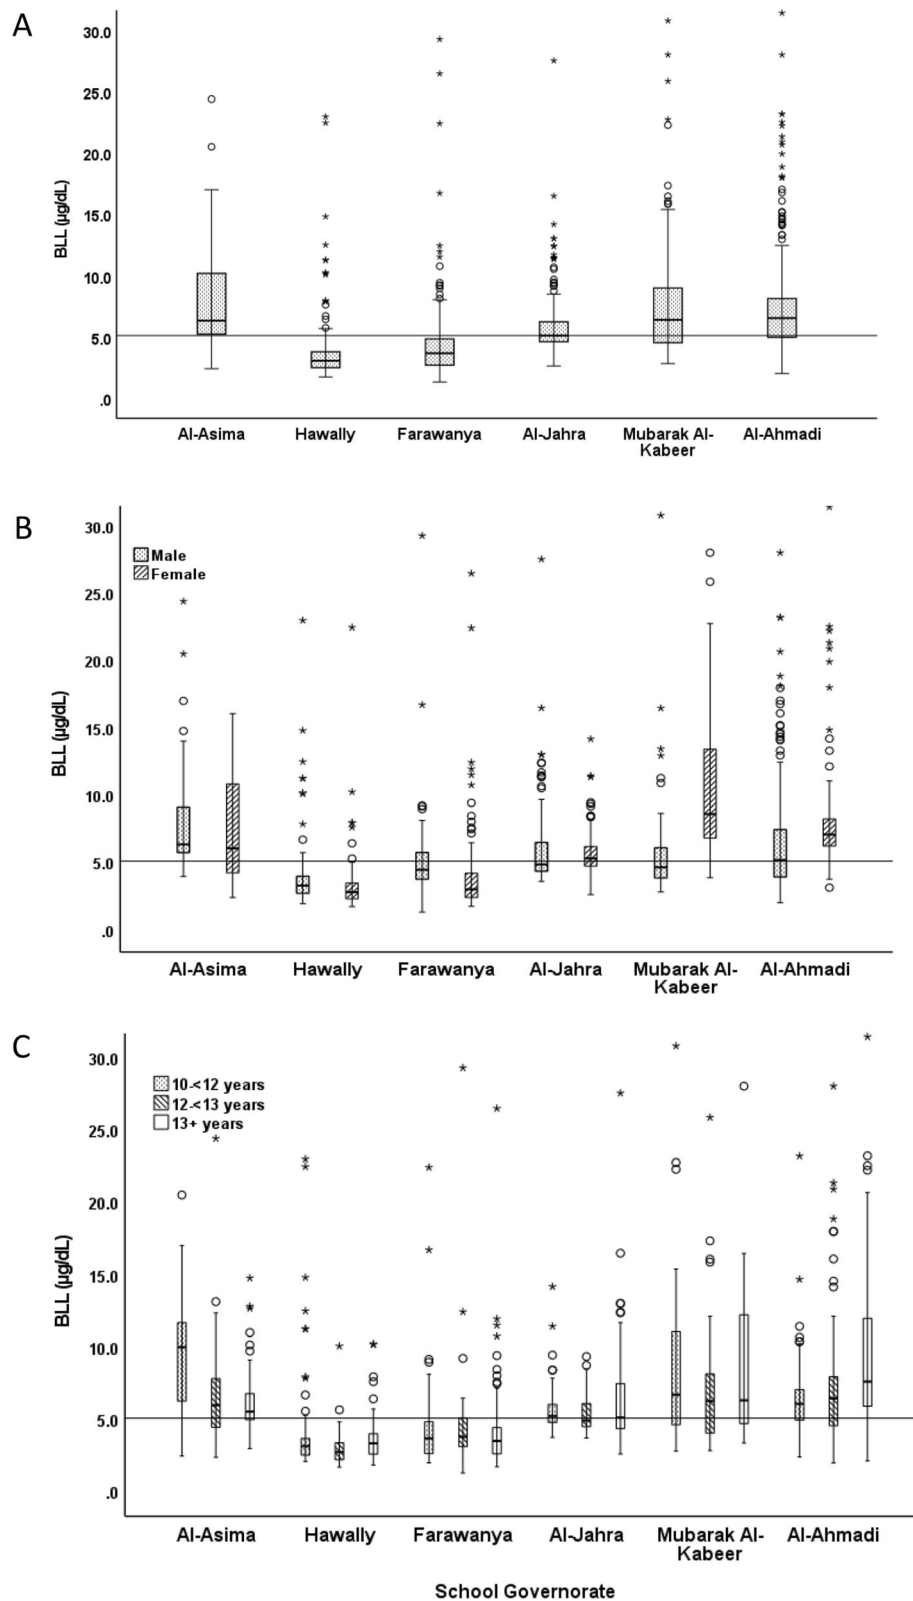 A
BLL (µg/dL)
30.0
25.0
20.0
15.0
10.0
5.0
.0
Al-Asima Hawally Farawanya Al-Jahra Mubarak Al- Al-Ahmadi
Kabeer
B
BLL (µg/dL)
30.0
25.0
20.0
15.0
10.0
5.0
.0
Male
Female
Al-Asima Hawally Farawanya Al-Jahra Mubarak Al- Al-Ahmadi
Kabeer
C
BLL (µg/dL)
30.0
25.0
20.0
15.0
10.0
5.0
.0
10-<12 years
12-<13 years
13+ years
Al-Asima Hawally Farawanya Al-Jahra Mubarak Al- Al-Ahmadi
Kabeer
School Governorate